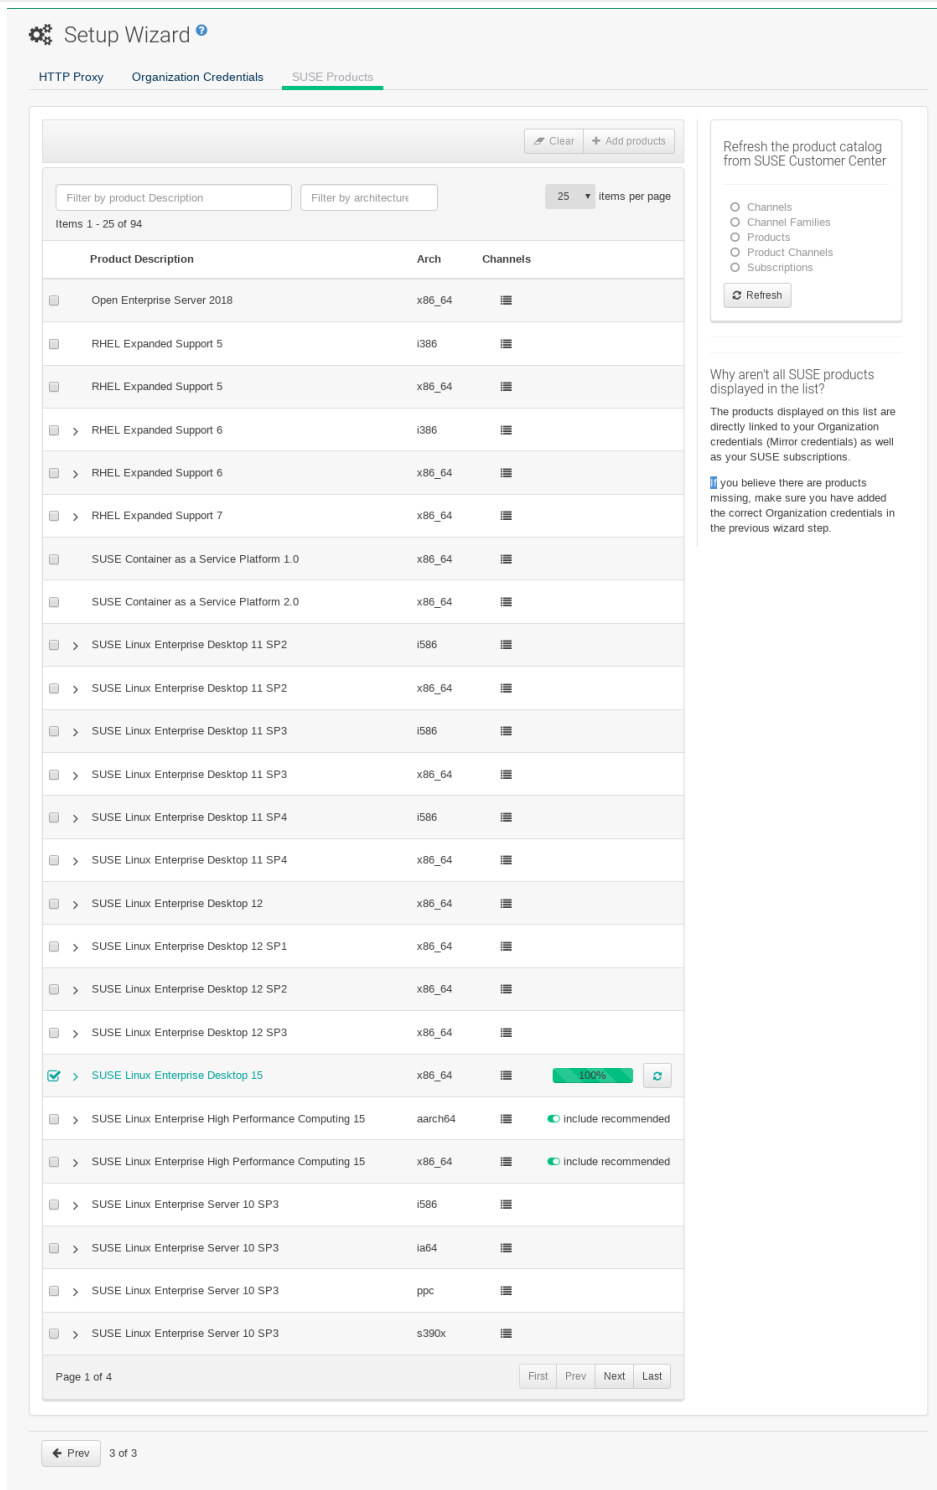 Setup Wizard
HTTP Proxy Organization Credentials SUSE Products
Clear Add products
Filter by product Description Filter by architecture 25 items per page
Items 1 - 25 of 94
Product Description Arch Channels
Open Enterprise Server 2018 x86_64
RHEL Expanded Support 5 i386
RHEL Expanded Support 5 x86_64
RHEL Expanded Support 6 i386
RHEL Expanded Support 6 x86_64
RHEL Expanded Support 7 x86_64
SUSE Container as a Service Platform 1.0 x86_64
SUSE Container as a Service Platform 2.0 x86_64
SUSE Linux Enterprise Desktop 11 SP2 i586
SUSE Linux Enterprise Desktop 11 SP2 x86_64
SUSE Linux Enterprise Desktop 11 SP3 i586
SUSE Linux Enterprise Desktop 11 SP3 x86_64
SUSE Linux Enterprise Desktop 11 SP4 i586
SUSE Linux Enterprise Desktop 11 SP4 x86_64
SUSE Linux Enterprise Desktop 12 x86_64
SUSE Linux Enterprise Desktop 12 SP1 x86_64
SUSE Linux Enterprise Desktop 12 SP2 x86_64
SUSE Linux Enterprise Desktop 12 SP3 x86_64
SUSE Linux Enterprise Desktop 15 x86_64 100%
SUSE Linux Enterprise High Performance Computing 15 aarch64 include recommended
SUSE Linux Enterprise High Performance Computing 15 x86_64 include recommended
SUSE Linux Enterprise Server 10 SP3 i586
SUSE Linux Enterprise Server 10 SP3 ia64
SUSE Linux Enterprise Server 10 SP3 ppc
SUSE Linux Enterprise Server 10 SP3 s390x
Page 1 of 4 First Prev Next Last
Refresh the product catalog
from SUSE Customer Center
Channels
Channel Families
Products
Product Channels
Subscriptions
Refresh
Why aren't all SUSE products
displayed in the list?
The products displayed on this list are
directly linked to your Organization
credentials (Mirror credentials) as well
as your SUSE subscriptions.
If you believe there are products
missing, make sure you have added
the correct Organization credentials in
the previous wizard step.
Prev 3 of 3